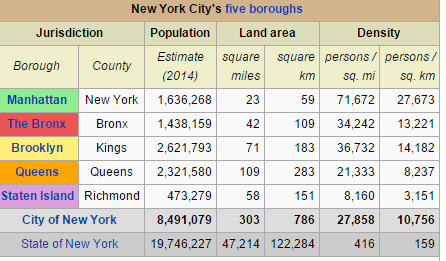 New York City's five boroughs
Jurisdiction Population Land area Density
Borough County Estimate (2014) square miles square km persons / sq. mi persons / sq. km
Manhattan New York 1,636,268 23 59 71,672 27,673
The Bronx Bronx 1,438,159 42 109 34,242 13,221
Brooklyn Kings 2,621,793 71 183 36,732 14,182
Queens Queens 2,321,580 109 283 21,333 8,237
Staten Island Richmond 473,279 58 151 8,160 3,151
City of New York 8,491,079 303 786 27,858 10,756
State of New York 19,746,227 47,214 122,284 416 159